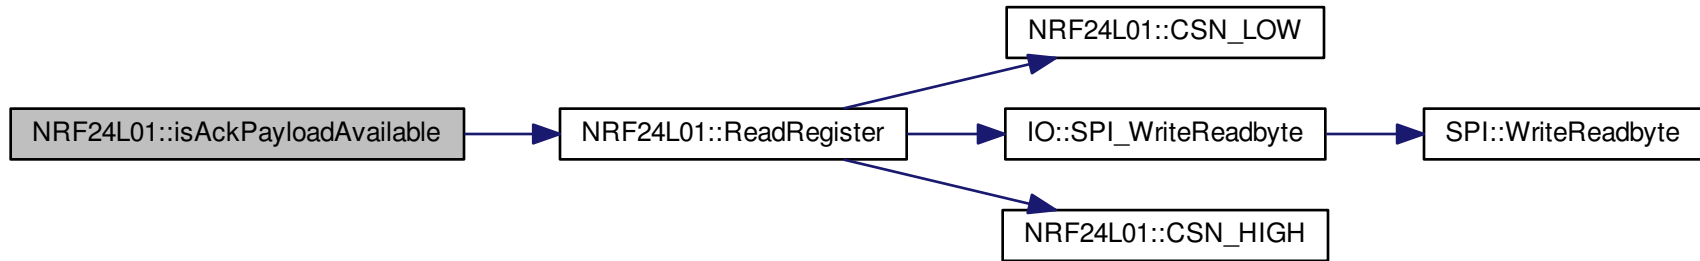 NRF24L01::CSN_LOW
NRF24L01::isAckPayloadAvailable
NRF24L01::ReadRegister
IO::SPI_WriteReadbyte
SPI::WriteReadbyte
NRF24L01::CSN_HIGH